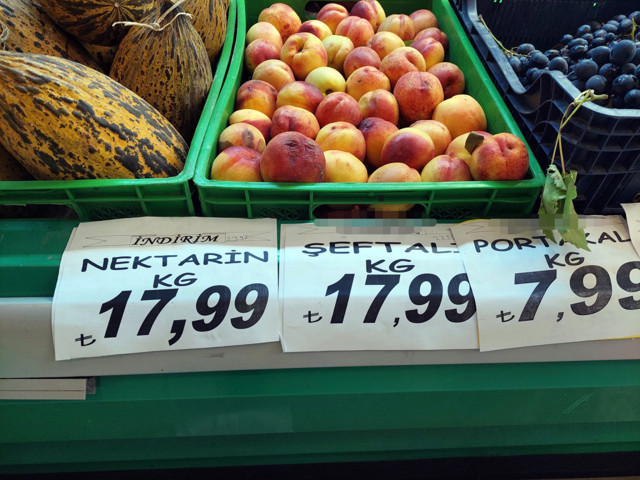 İNDİRİM
NEKTARİN
KG
₺ 17,99
ŞEFTALİ
KG
₺ 17,99
PORTAKAL
KG
₺ 7,99